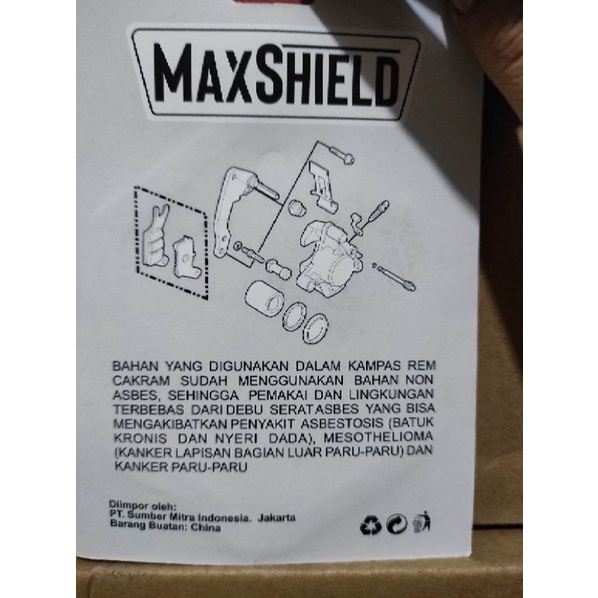 MAXSHIELD
BAHAN YANG DIGUNAKAN DALAM KAMPAS REM
CAKRAM SUDAH MENGGUNAKAN BAHAN NON
ASBES, SEHINGGA PEMAKAI DAN LINGKUNGAN
TERBEBAS DARI DEBU SERAT ASBES YANG BISA
MENGAKIBATKAN PENYAKIT ASBESTOSIS (BATUK
KRONIS DAN NYERI DADA), MESOTHELIOMA
(KANKER LAPISAN BAGIAN LUAR PARU-PARU) DAN
KANKER PARU-PARU
Diimpor oleh:
PT. Sumber Mitra Indonesia. Jakarta
Barang Buatan: China